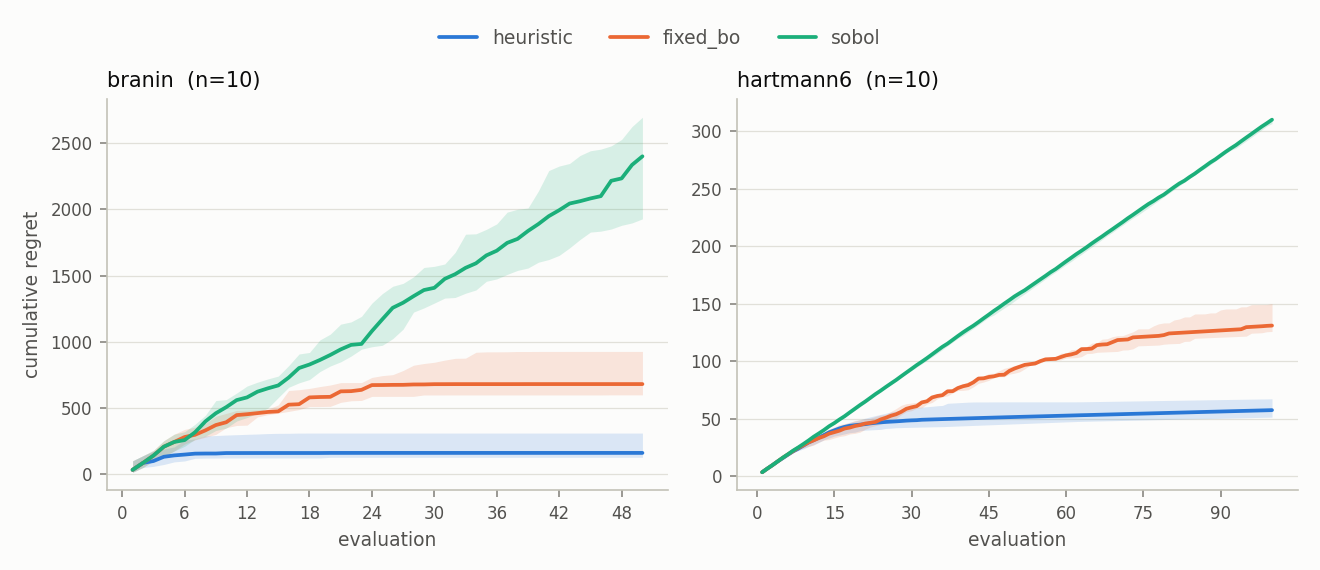 heuristic fixed_bo sobol
branin (n=10)
cumulative regret
2500
2000
1500
1000
500
0
0 6 12 18 24 30 36 42 48
evaluation
hartmann6 (n=10)
300
250
200
150
100
50
0
0 15 30 45 60 75 90
evaluation